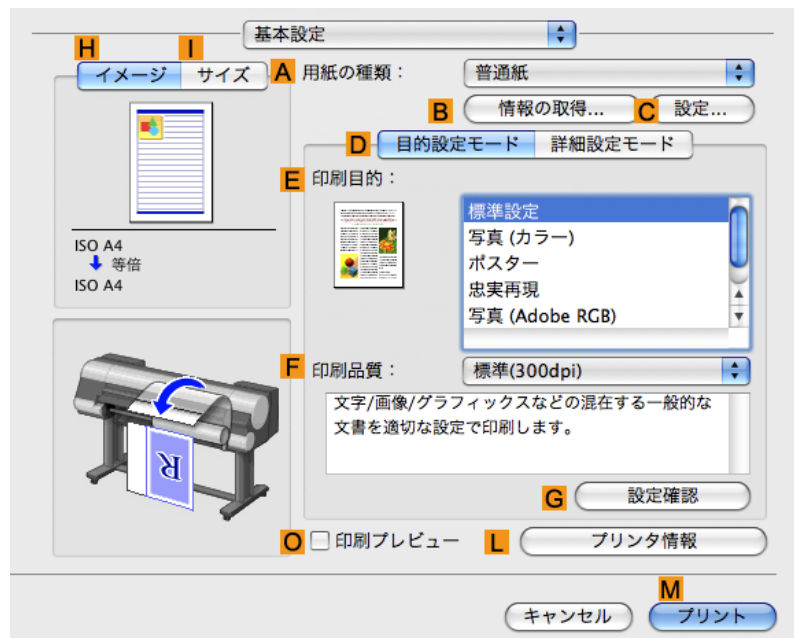 基本設定
H I
イメージ サイズ
A 用紙の種類： 普通紙
B 情報の取得... C 設定...
D 目的設定モード 詳細設定モード
E 印刷目的：
標準設定
写真 (カラー)
ポスター
忠実再現
写真 (Adobe RGB)
ISO A4
等倍
ISO A4
F 印刷品質： 標準(300dpi)
文字/画像/グラフィックスなどの混在する一般的な
文書を適切な設定で印刷します。
R
G 設定確認
O 印刷プレビュー L プリンタ情報
M
キャンセル プリント